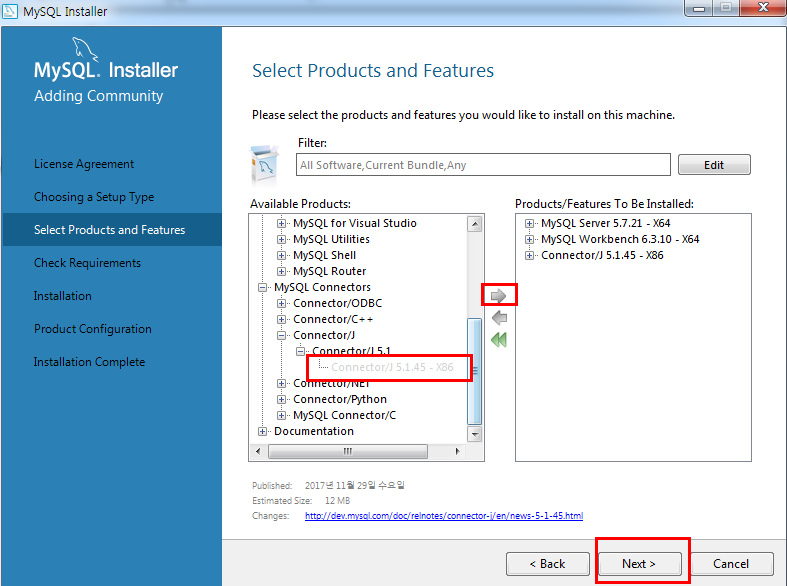 MySQL Installer
MySQL. Installer
Adding Community
License Agreement
Choosing a Setup Type
Select Products and Features
Check Requirements
Installation
Product Configuration
Installation Complete
Select Products and Features
Please select the products and features you would like to install on this machine.
Filter:
All Software,Current Bundle,Any
Edit
Available Products:
MySQL for Visual Studio
MySQL Utilities
MySQL Shell
MySQL Router
MySQL Connectors
Connector/ODBC
Connector/C++
Connector/J
Connector/J 5.1
Connector/J 5.1.45 - X86
Connector/NET
Connector/Python
MySQL Connector/C
Documentation
Products/Features To Be Installed:
MySQL Server 5.7.21 - X64
MySQL Workbench 6.3.10 - X64
Connector/J 5.1.45 - X86
Published: 2017년 11월 29일 수요일
Estimated Size: 12 MB
Changes: http://dev.mysql.com/doc/relnotes/connector-j/en/news-5-1-45.html
< Back
Next >
Cancel